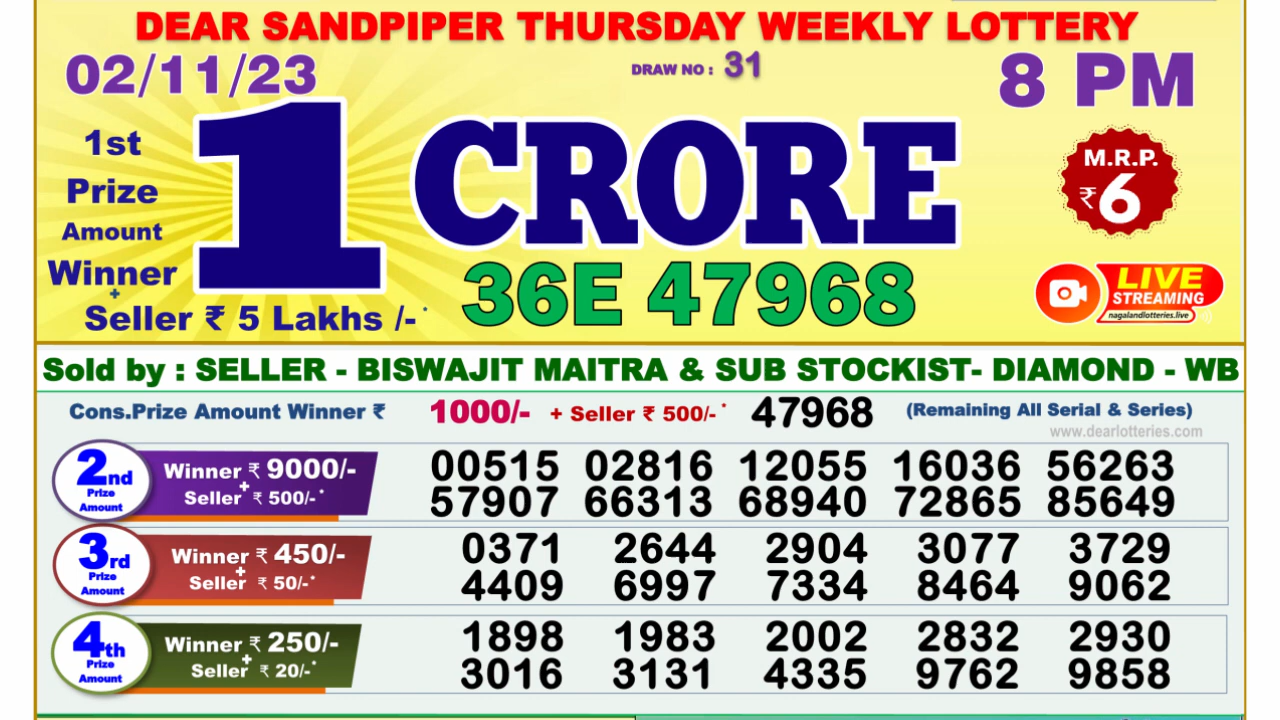 DEAR SANDPIPER THURSDAY WEEKLY LOTTERY
02/11/23
DRAW NO : 31
8 PM
1st
Prize
Amount
Winner
+
Seller ₹ 5 Lakhs /-*
1 CRORE
36E 47968
M.R.P.
₹6
LIVE
STREAMING
nagalandlotteries.live
Sold by : SELLER - BISWAJIT MAITRA & SUB STOCKIST- DIAMOND - WB
Cons.Prize Amount Winner ₹ 1000/- + Seller ₹ 500/-* 47968 (Remaining All Serial & Series)
www.dearlotteries.com
2nd
Prize
Amount
Winner ₹ 9000/-
+
Seller ₹ 500/-*
00515 02816 12055 16036 56263
57907 66313 68940 72865 85649
3rd
Prize
Amount
Winner ₹ 450/-
+
Seller ₹ 50/-*
0371 2644 2904 3077 3729
4409 6997 7334 8464 9062
4th
Prize
Amount
Winner ₹ 250/-
+
Seller ₹ 20/-*
1898 1983 2002 2832 2930
3016 3131 4335 9762 9858